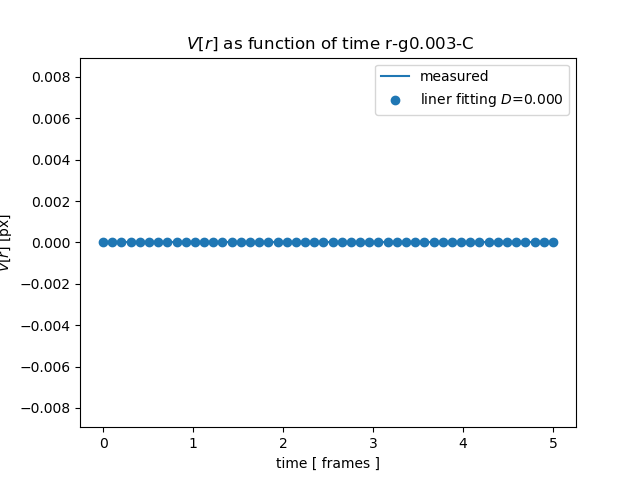 V[r] as function of time r-g0.003-C
measured
liner fitting D=0.000
0.008
0.006
0.004
0.002
0.000
−0.002
−0.004
−0.006
−0.008
V[r] [px]
0 1 2 3 4 5
time [ frames ]